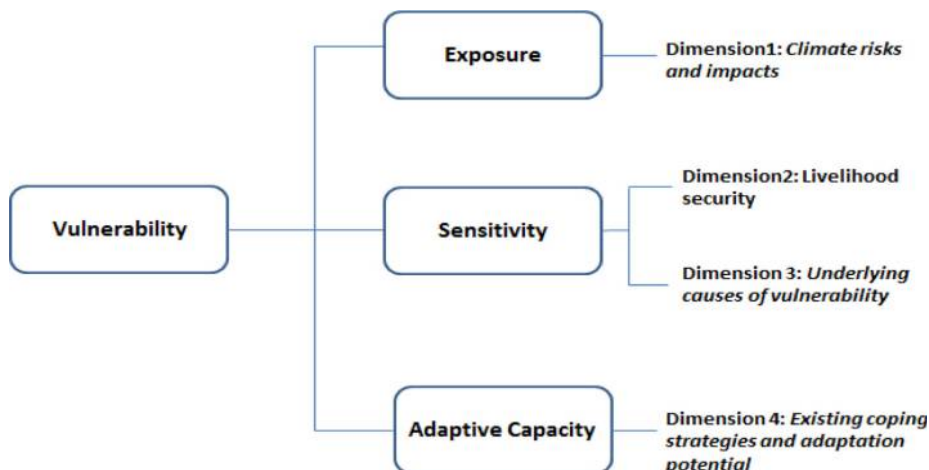 Exposure
Dimension1: Climate risks
and impacts
Vulnerability
Sensitivity
Dimension2: Livelihood
security
Dimension 3: Underlying
causes of vulnerability
Adaptive Capacity
Dimension 4: Existing coping
strategies and adaptation
potential